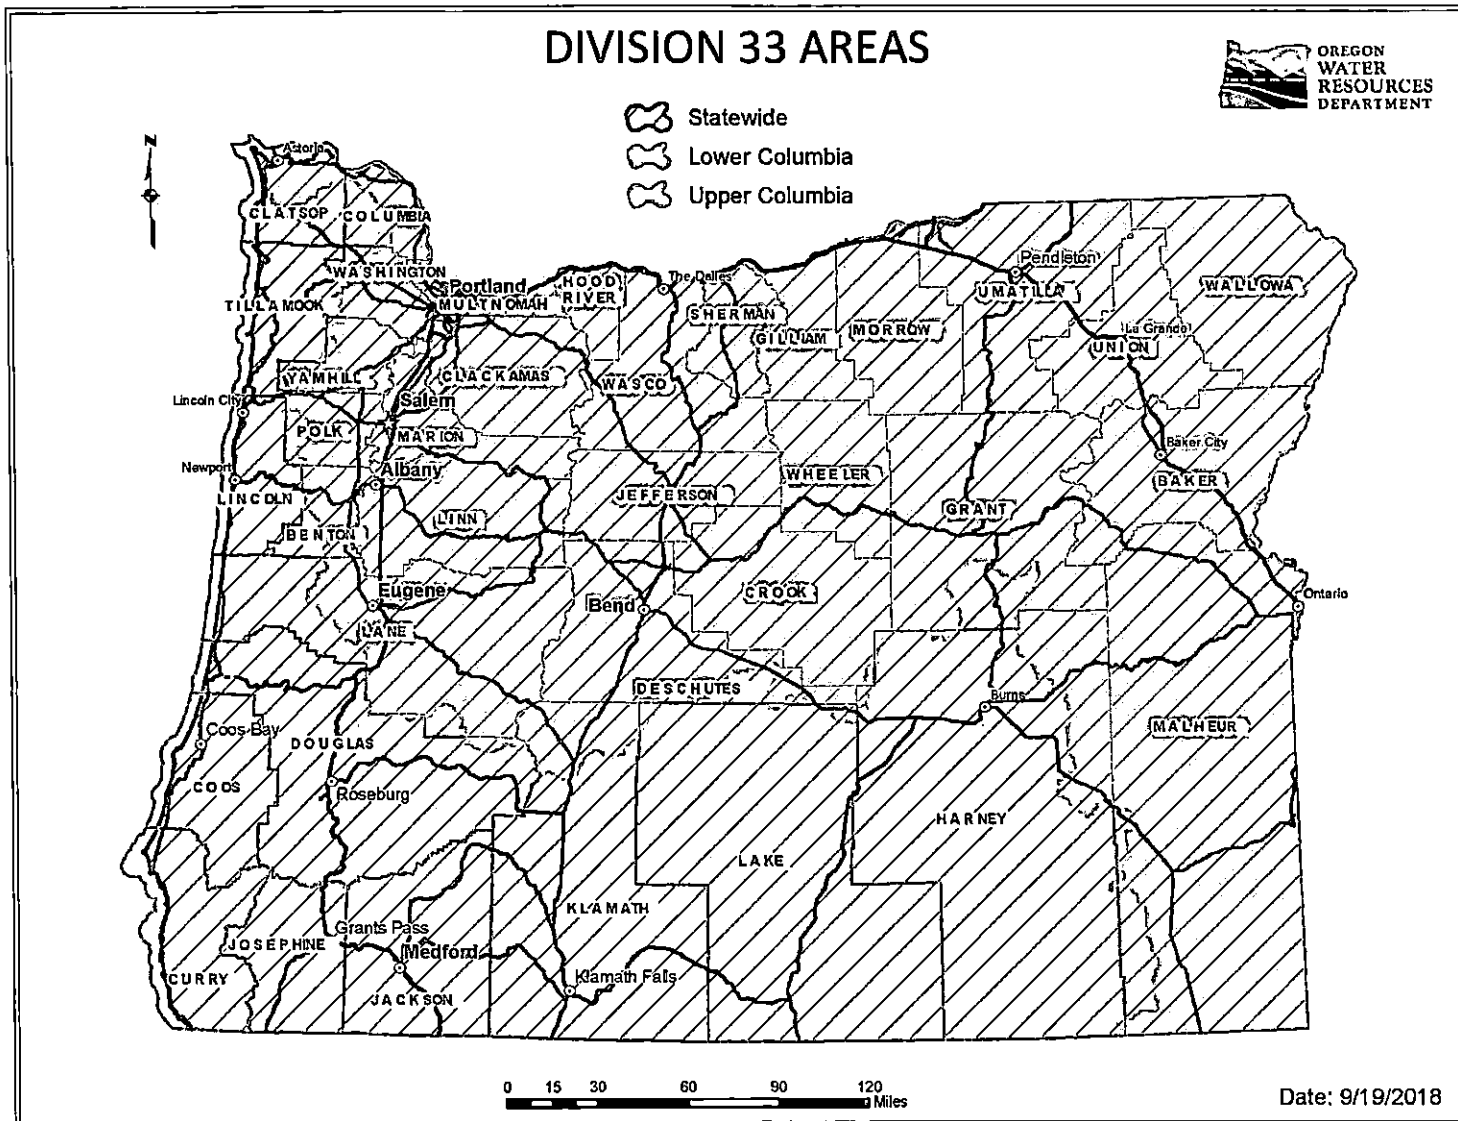 DIVISION 33 AREAS
OREGON
WATER
RESOURCES
DEPARTMENT
Statewide
Lower Columbia
Upper Columbia
N
Astoria
CLATSOP
COLUMBIA
WASHINGTON
Portland
MULTNOMAH
HOOD
RIVER
The Dalles
Pendleton
UMATILLA
WALLOWA
TILLAMOOK
SHERMAN
GILLIAM
MORROW
La Grande
UNION
YAMHILL
CLACKAMAS
WASCO
Lincoln City
Salem
POLK
MARION
Baker City
Newport
Albany
WHEELER
BAKER
LINCOLN
JEFFERSON
GRANT
LINN
BENTON
Eugene
Bend
CROOK
Ontario
LANE
DESCHUTES
Burns
Coos Bay
DOUGLAS
MALHEUR
COOS
Roseburg
HARNEY
LAKE
KLAMATH
Grants Pass
JOSEPHINE
Medford
CURRY
Klamath Falls
JACKSON
0 15 30 60 90 120
Miles
Date: 9/19/2018